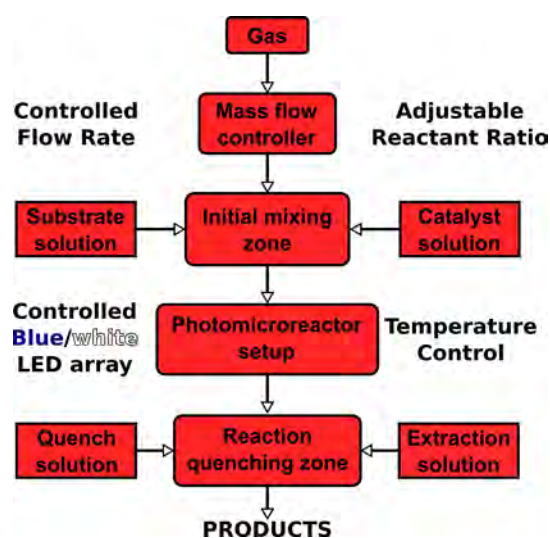 Gas
Controlled
Flow Rate
Mass flow
controller
Adjustable
Reactant Ratio
Substrate
solution
Initial mixing
zone
Catalyst
solution
Controlled
Blue/white
LED array
Photomicroreactor
setup
Temperature
Control
Quench
solution
Reaction
quenching zone
Extraction
solution
PRODUCTS